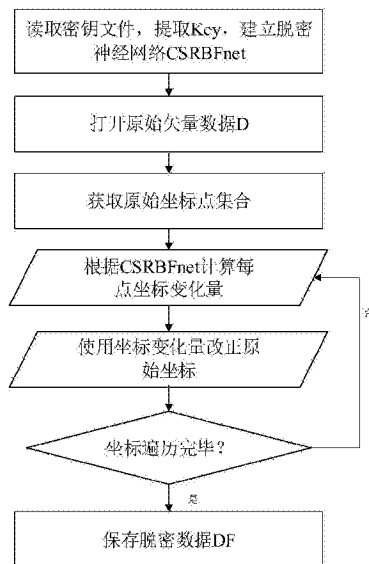 读取密钥文件，提取Key，建立脱密
神经网络CSRBFnet
打开原始矢量数据D
获取原始坐标点集合
根据CSRBFnet计算每
点坐标变化量
使用坐标变化量改正原
始坐标
坐标遍历完毕？
是
保存脱密数据DF